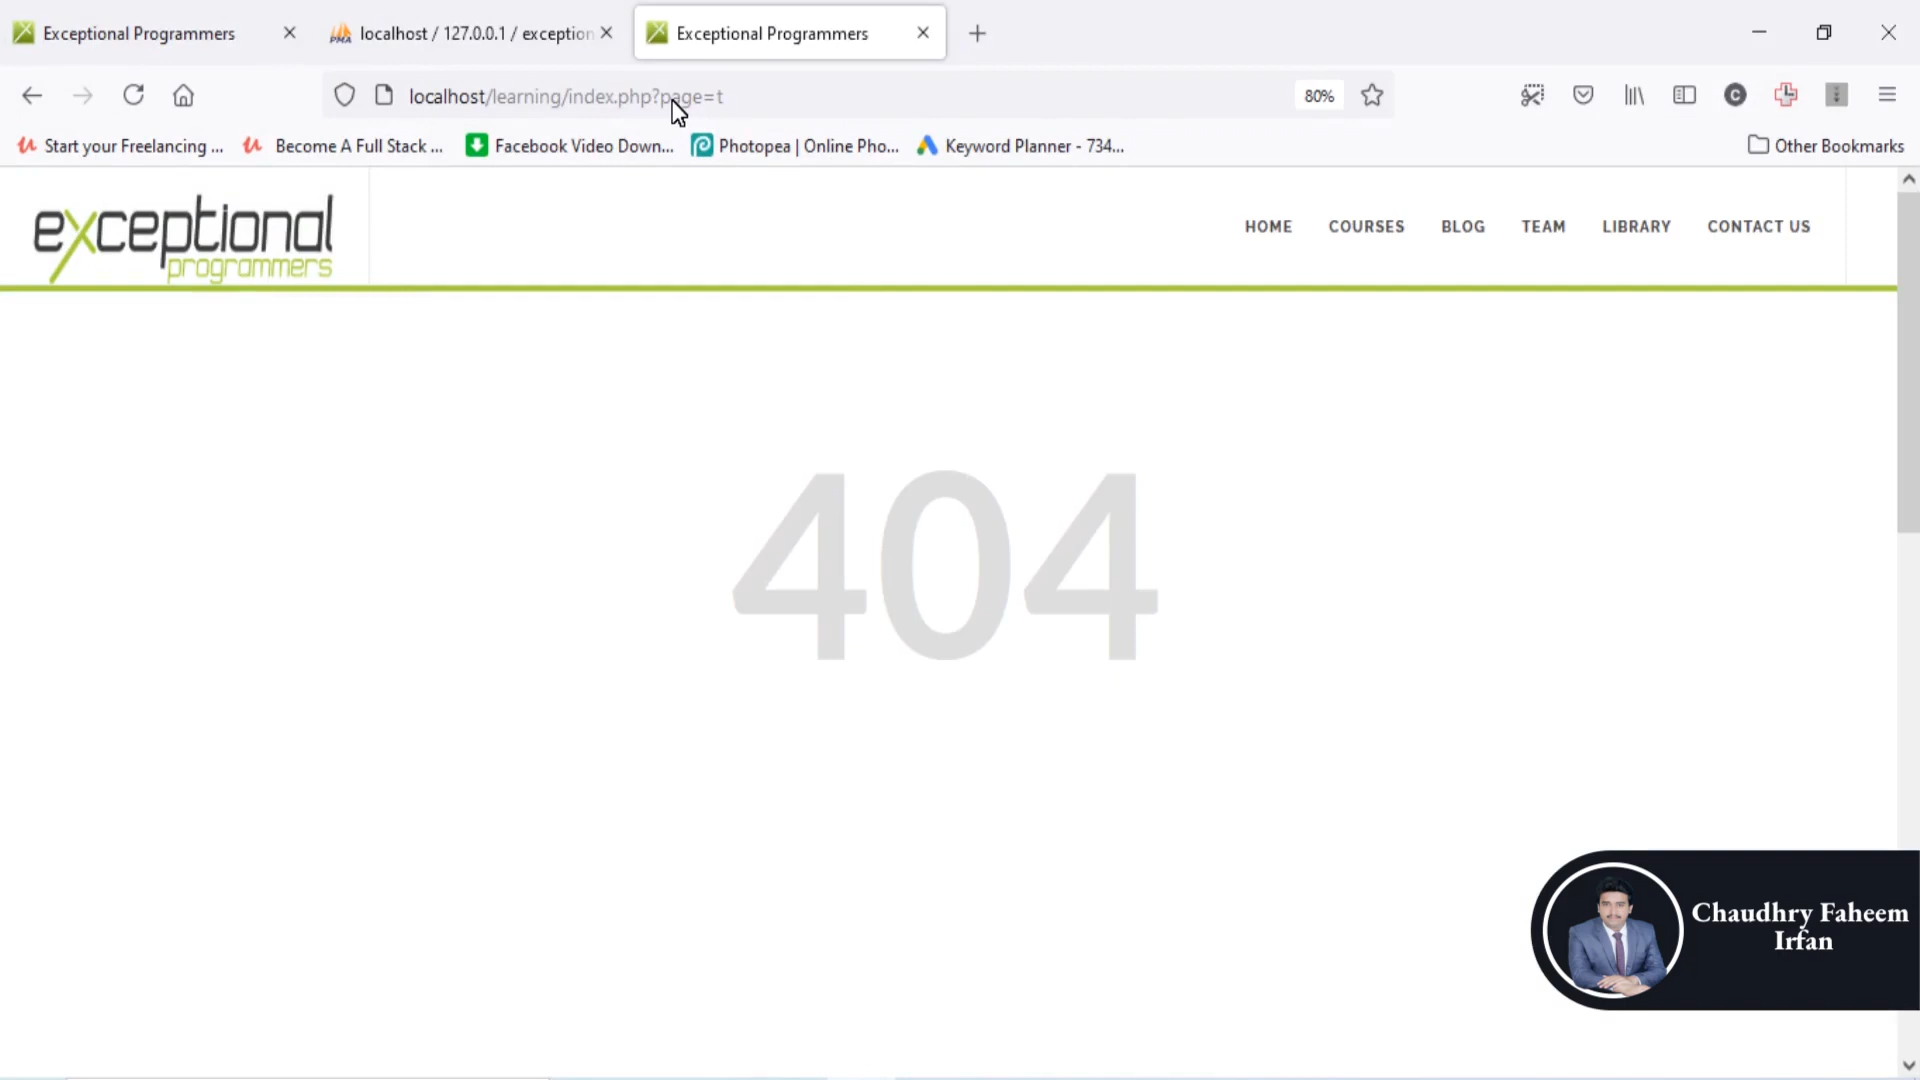 Exceptional Programmers
localhost / 127.0.0.1 / exception
Exceptional Programmers
localhost/learning/index.php?page=t
80%
Start your Freelancing ...
Become A Full Stack ...
Facebook Video Down...
Photopea | Online Pho...
Keyword Planner - 734...
Other Bookmarks
exceptional
programmers
HOME
COURSES
BLOG
TEAM
LIBRARY
CONTACT US
404
Chaudhry Faheem
Irfan